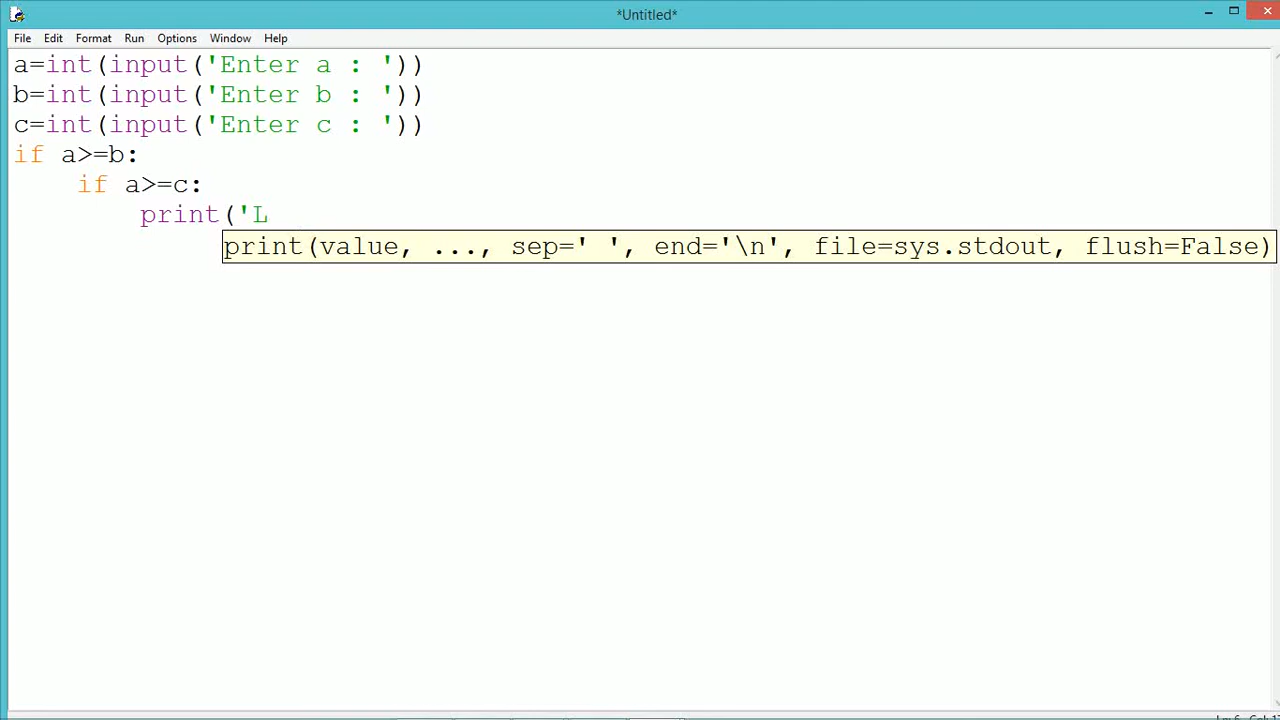 *Untitled*
File Edit Format Run Options Window Help
a=int(input('Enter a : '))
b=int(input('Enter b : '))
c=int(input('Enter c : '))
if a>=b:
    if a>=c:
        print('L
print(value, ..., sep=' ', end='\n', file=sys.stdout, flush=False)